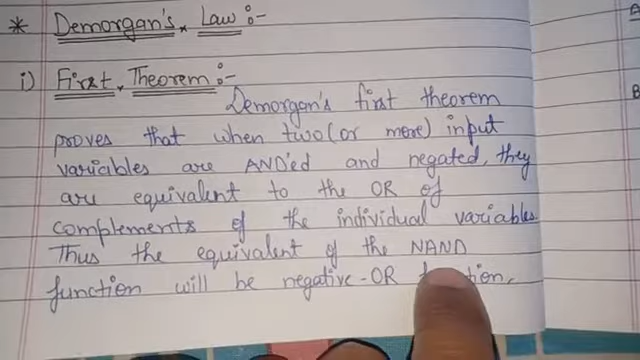 * Demorgan's Law :-
i) First Theorem :-
Demorgan's first theorem
proves that when two (or more) input
variables are AND'ed and negated, they
are equivalent to the OR of
complements of the individual variables.
Thus the equivalent of the NAND
function will be negative-OR
A
B